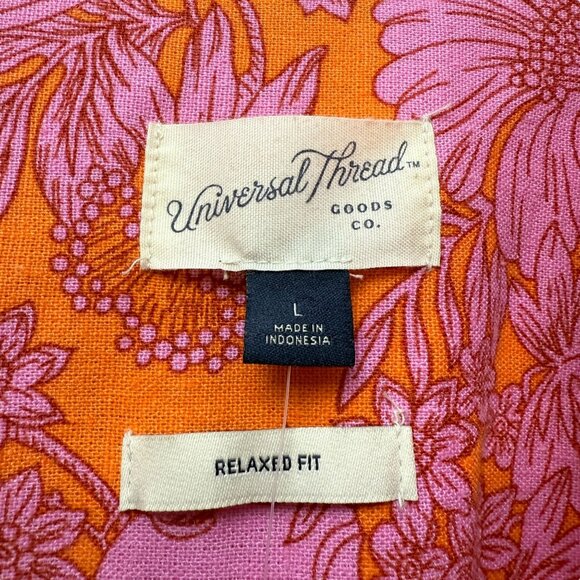 Universal Thread™
GOODS
CO.
L
MADE IN
INDONESIA
RELAXED FIT